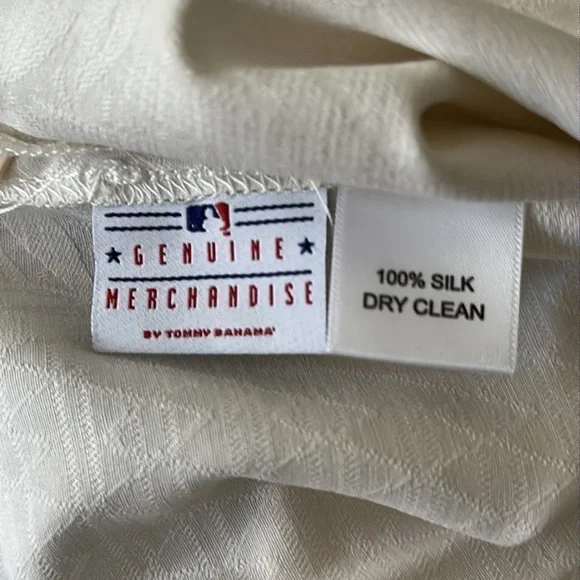 GENUINE
MERCHANDISE
BY TOMMY BAHAMA
100% SILK
DRY CLEAN